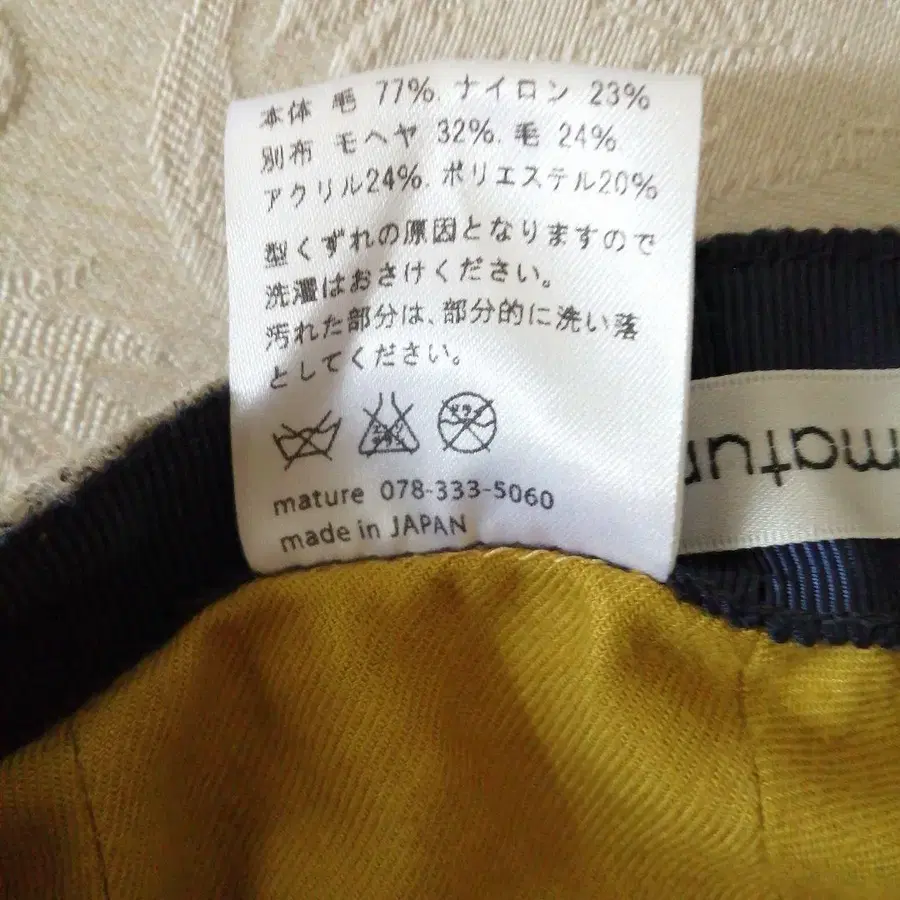 本体 毛 77%. ナイロン 23%
別布 モヘヤ 32%. 毛 24%.
アクリル24%. ポリエステル20%
型くずれの原因となりますので
洗濯はおさけください。
汚れた部分は、部分的に洗い落
としてください。
mature 078-333-5060
made in JAPAN
matur